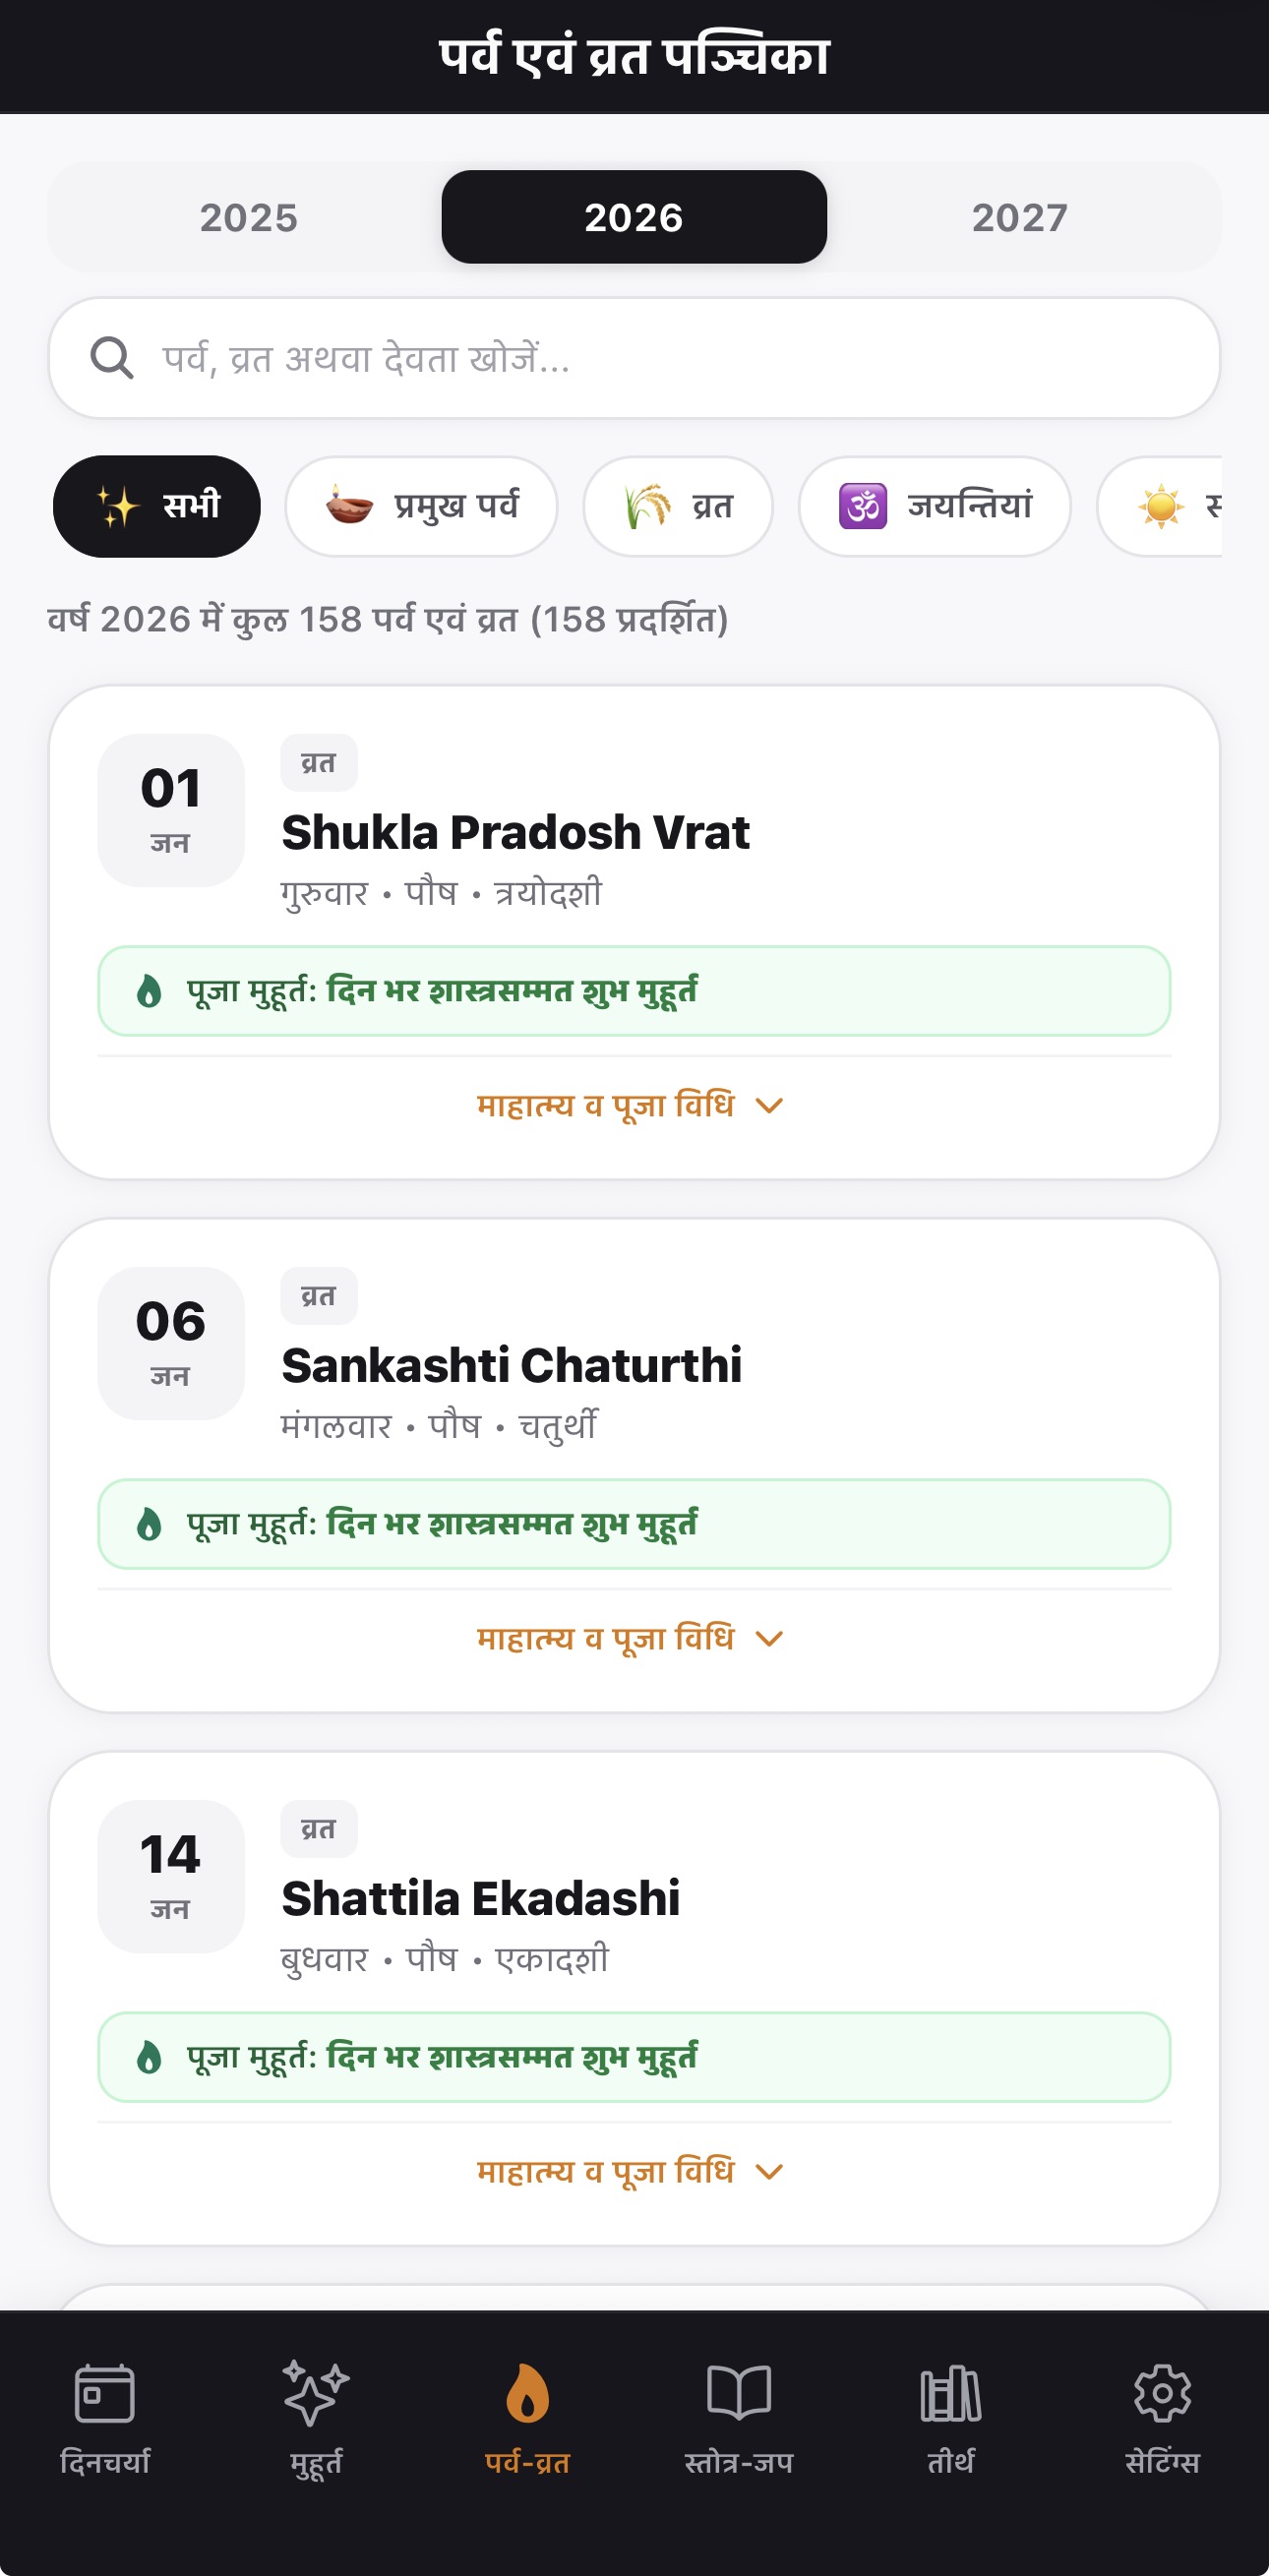 पर्व एवं व्रत पञ्चिका
2025 2026 2027
पर्व, व्रत अथवा देवता खोजें...
सभी प्रमुख पर्व व्रत जयन्तियां
वर्ष 2026 में कुल 158 पर्व एवं व्रत (158 प्रदर्शित)
01
जन
व्रत
Shukla Pradosh Vrat
गुरुवार • पौष • त्रयोदशी
पूजा मुहूर्त: दिन भर शास्त्रसम्मत शुभ मुहूर्त
माहात्म्य व पूजा विधि
06
जन
व्रत
Sankashti Chaturthi
मंगलवार • पौष • चतुर्थी
पूजा मुहूर्त: दिन भर शास्त्रसम्मत शुभ मुहूर्त
माहात्म्य व पूजा विधि
14
जन
व्रत
Shattila Ekadashi
बुधवार • पौष • एकादशी
पूजा मुहूर्त: दिन भर शास्त्रसम्मत शुभ मुहूर्त
माहात्म्य व पूजा विधि
दिनचर्या मुहूर्त पर्व-व्रत स्तोत्र-जप तीर्थ सेटिंग्स